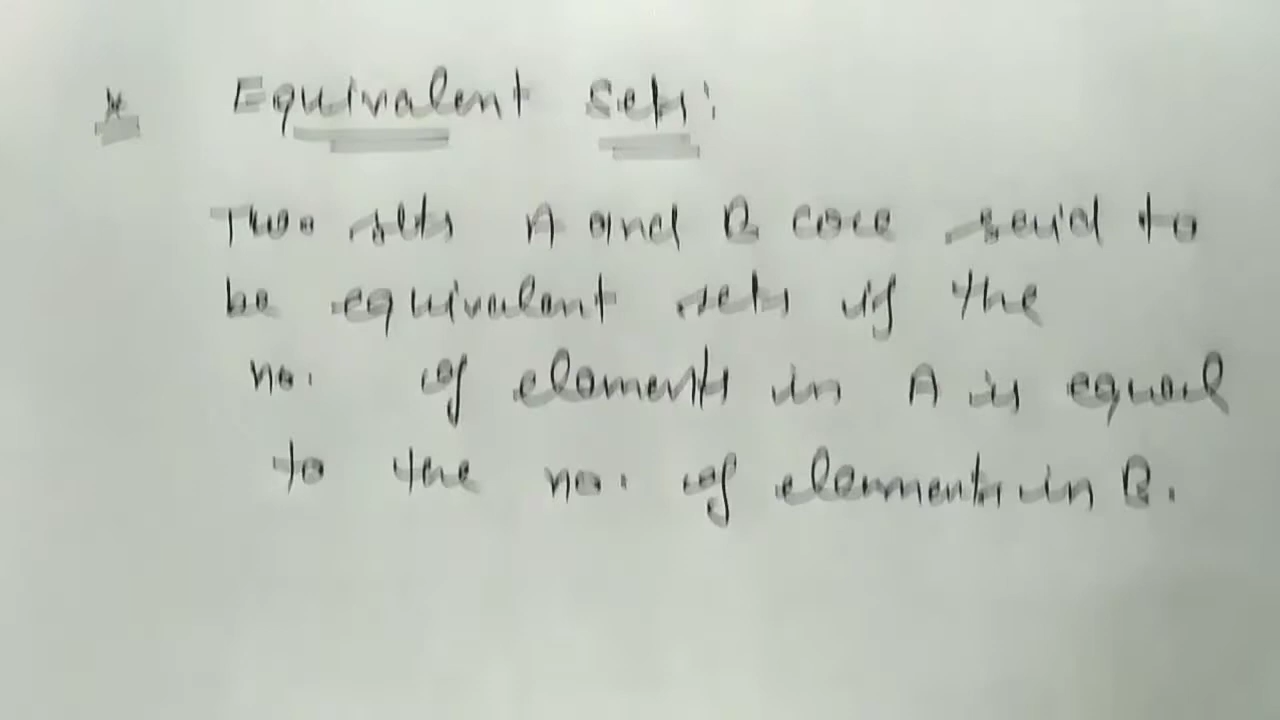 * Equivalent Sets:
Two sets A and B are said to
be equivalent sets if the
no. of elements in A is equal
to the no. of elements in B.